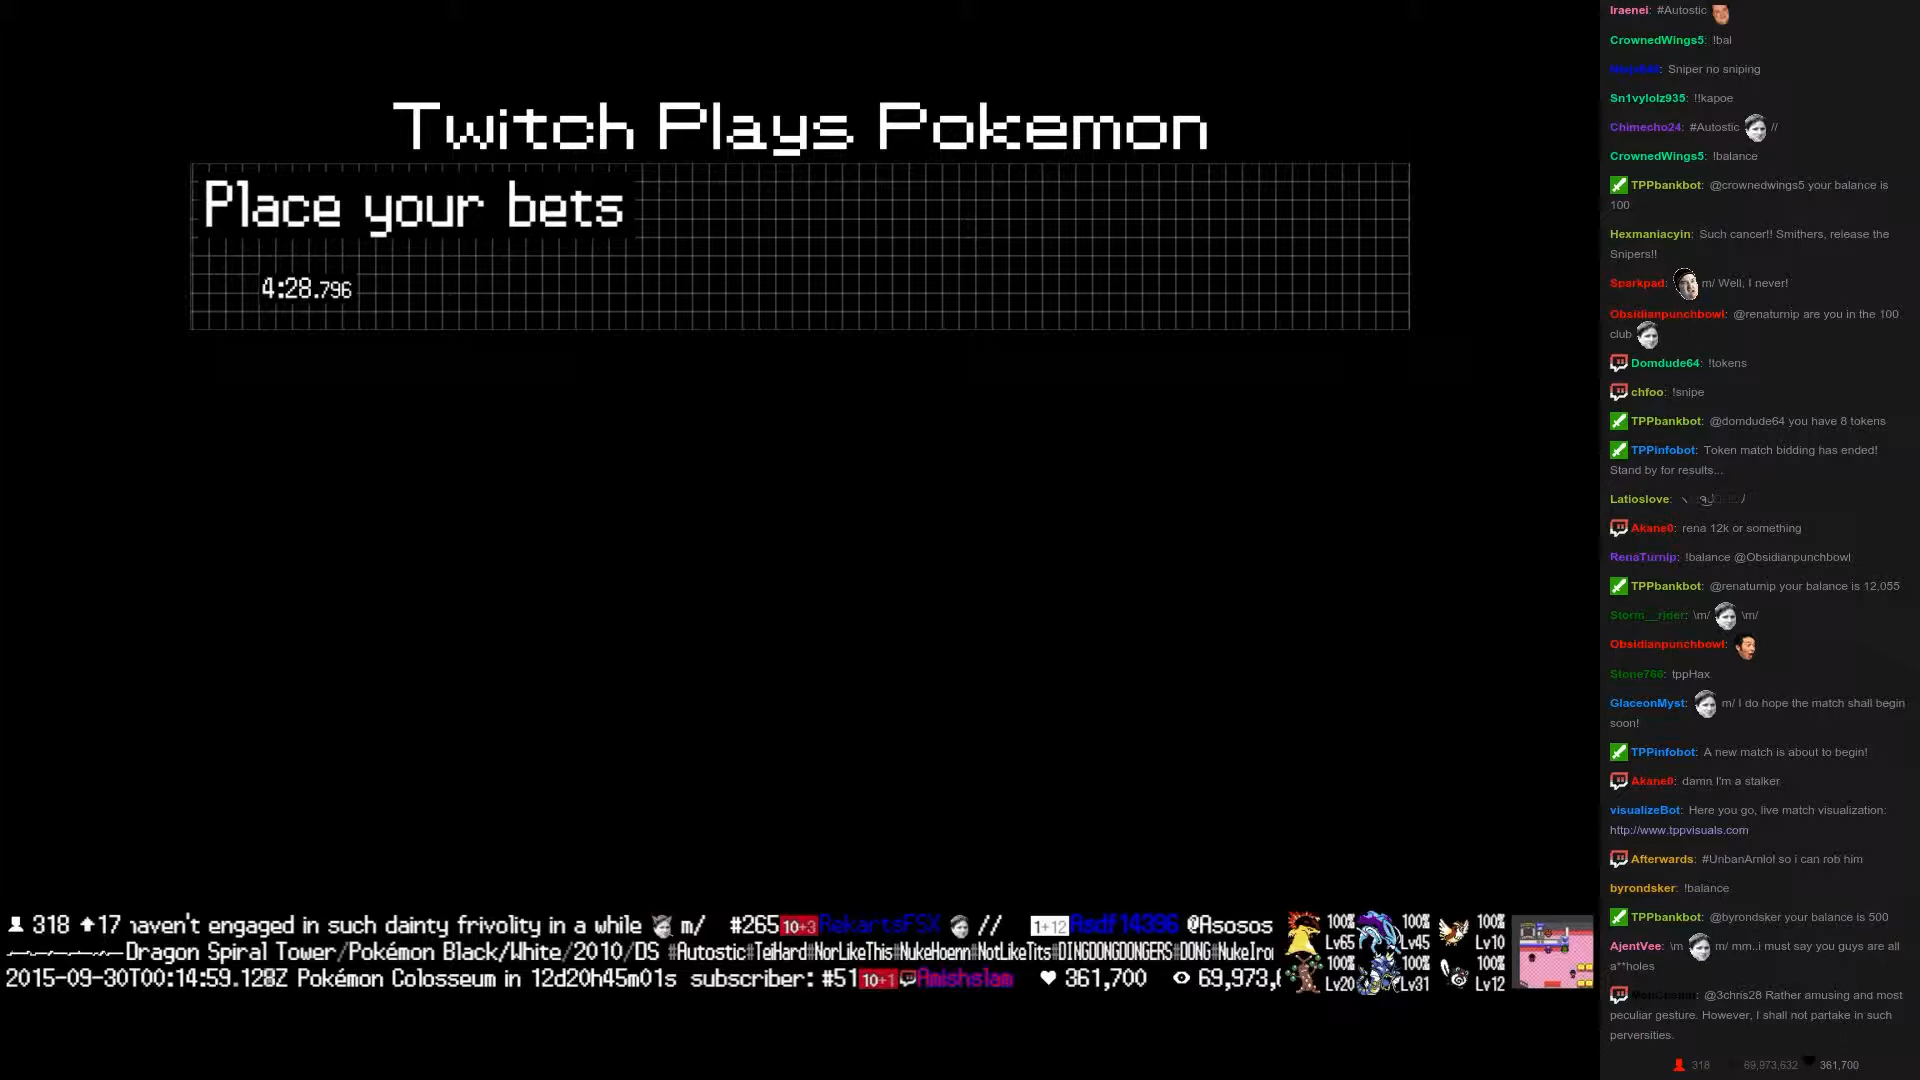 Twitch Plays Pokemon
Place your bets
4:28.796
318 17 haven't engaged in such dainty frivolity in a while m/ #265 10+3 RekartsFSX // 1+12 Asdf14396 @Asosos
Dragon Spiral Tower/Pokémon Black/White/2010/DS #Autostic#TeiHard#NorLikeThis#NukeHoenn#NotLikeTits#DINGDONGDONGERS#DONG#NukeIron
2015-09-30T00:14:59.128Z Pokémon Colosseum in 12d20h45m01s subscriber: #51 10+1 Amishslam 361,700 69,973,
100% 100% 100%
Lv65 Lv45 Lv10
100% 100% 100%
Lv20 Lv31 Lv12
Iraenei: #Autostic
CrownedWings5: !bal
: Sniper no sniping
Sn1vylolz935: !!kapoe
Chimecho24: #Autostic //
CrownedWings5: !balance
TPPbankbot: @crownedwings5 your balance is
100
Hexmaniacyin: Such cancer!! Smithers, release the
Snipers!!
Sparkpad: m/ Well, I never!
Obsidianpunchbowl: @renaturnip are you in the 100
club
Domdude64: !tokens
chfoo: !snipe
TPPbankbot: @domdude64 you have 8 tokens
TPPinfobot: Token match bidding has ended!
Stand by for results...
Latioslove:
Akane0: rena 12k or something
RenaTurnip: !balance @Obsidianpunchbowl
TPPbankbot: @renaturnip your balance is 12,055
Storm__rider: \m/ \m/
Obsidianpunchbowl:
Stone766: tppHax
GlaceonMyst: m/ I do hope the match shall begin
soon!
TPPinfobot: A new match is about to begin!
Akane0: damn I'm a stalker
visualizeBot: Here you go, live match visualization:
http://www.tppvisuals.com
Afterwards: #UnbanArnlol so i can rob him
byrondsker: !balance
TPPbankbot: @byrondsker your balance is 500
AjentVee: \m m/ mm..i must say you guys are all
a**holes
: @3chris28 Rather amusing and most
peculiar gesture. However, I shall not partake in such
perversities.
318 69,973,632 361,700